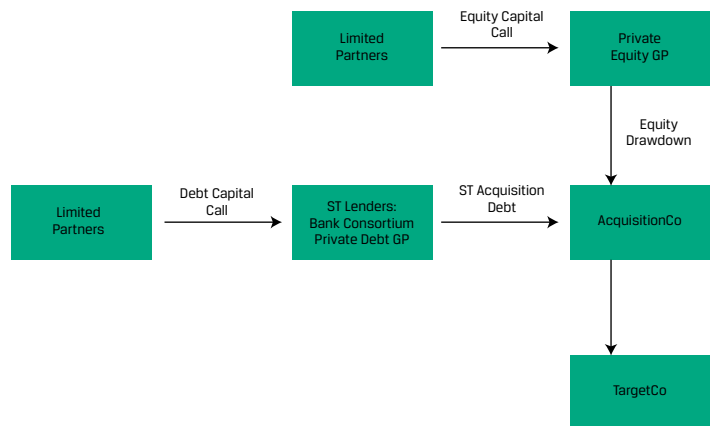 Limited
Partners
Equity Capital
Call
Private
Equity GP
Equity
Drawdown
Limited
Partners
Debt Capital
Call
ST Lenders:
Bank Consortium
Private Debt GP
ST Acquisition
Debt
AcquisitionCo
TargetCo